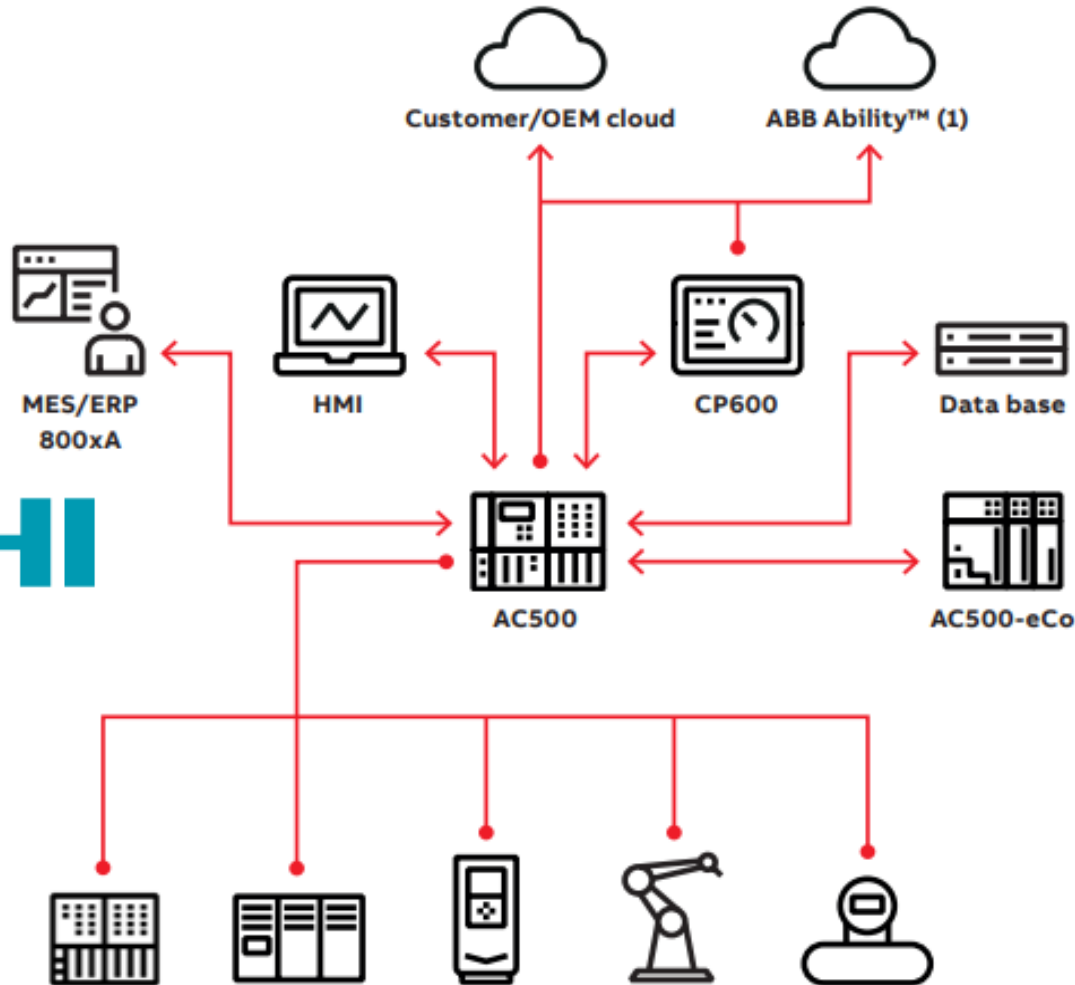 Customer/OEM cloud
ABB Ability™ (1)
MES/ERP
800xA
HMI
CP600
Data base
AC500
AC500-eCo